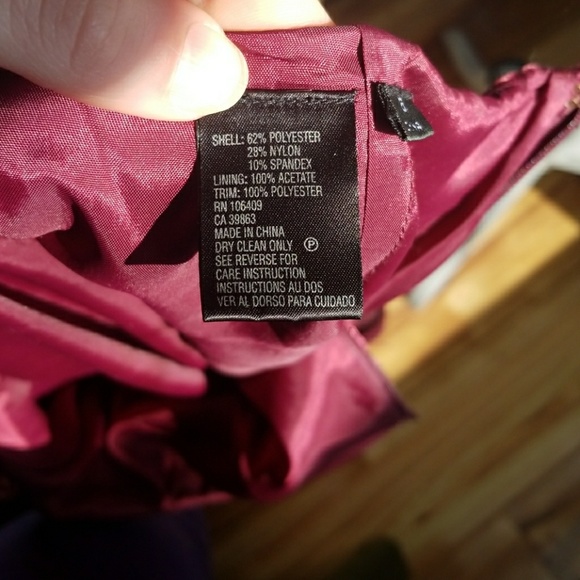 SHELL: 62% POLYESTER
28% NYLON
10% SPANDEX
LINING: 100% ACETATE
TRIM: 100% POLYESTER
RN 106409
CA 39863
MADE IN CHINA
DRY CLEAN ONLY Ⓟ
SEE REVERSE FOR
CARE INSTRUCTION
INSTRUCTIONS AU DOS
VER AL DORSO PARA CUIDADO